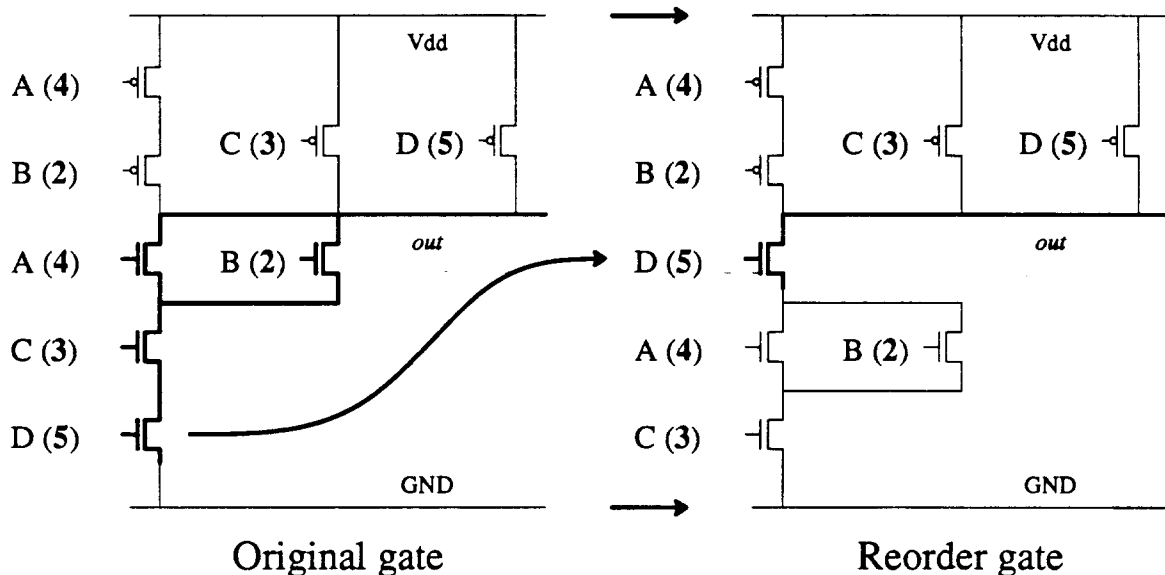 Vdd
A (4)
C (3)
D (5)
B (2)
out
A (4)
B (2)
C (3)
D (5)
GND
Original gate
Vdd
A (4)
C (3)
D (5)
B (2)
out
D (5)
A (4)
B (2)
C (3)
GND
Reorder gate